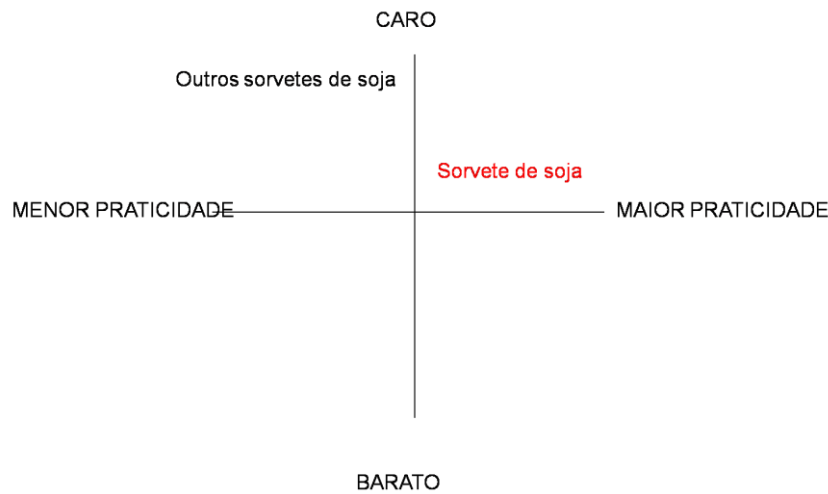 CARO
Outros sorvetes de soja
Sorvete de soja
MENOR PRATICIDADE
MAIOR PRATICIDADE
BARATO